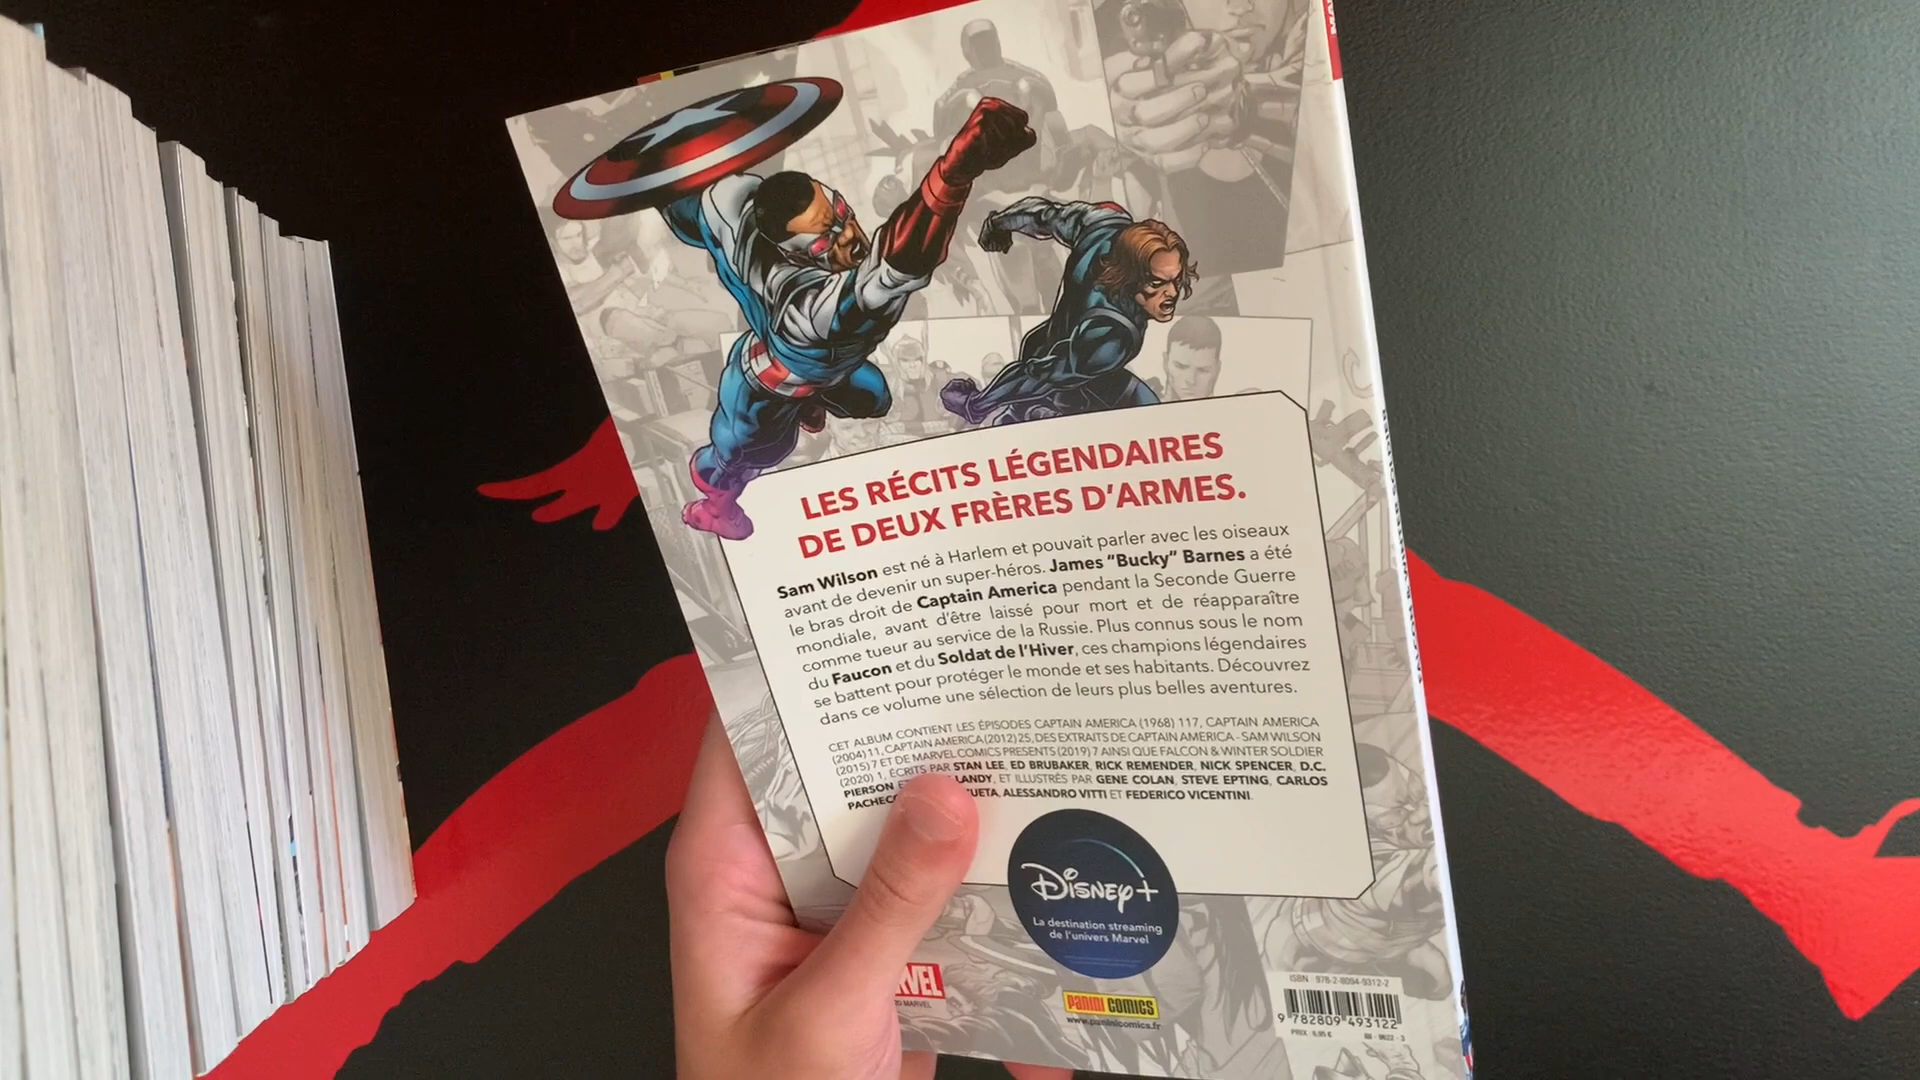 LES RÉCITS LÉGENDAIRES
DE DEUX FRÈRES D'ARMES.
Sam Wilson est né à Harlem et pouvait parler avec les oiseaux
avant de devenir un super-héros. James "Bucky" Barnes a été
le bras droit de Captain America pendant la Seconde Guerre
mondiale, avant d'être laissé pour mort et de réapparaître
comme tueur au service de la Russie. Plus connus sous le nom
du Faucon et du Soldat de l'Hiver, ces champions légendaires
se battent pour protéger le monde et ses habitants. Découvrez
dans ce volume une sélection de leurs plus belles aventures.
CET ALBUM CONTIENT LES ÉPISODES CAPTAIN AMERICA (1968) 117, CAPTAIN AMERICA
(2004) 11, CAPTAIN AMERICA (2012) 25, DES EXTRAITS DE CAPTAIN AMERICA - SAM WILSON
(2015) 7 ET DE MARVEL COMICS PRESENTS (2019) 7 AINSI QUE FALCON & WINTER SOLDIER
(2020) 1, ÉCRITS PAR STAN LEE, ED BRUBAKER, RICK REMENDER, NICK SPENCER, D.C.
PIERSON LANDY, ET ILLUSTRÉS PAR GENE COLAN, STEVE EPTING, CARLOS
ALESSANDRO VITTI ET FEDERICO VICENTINI.
Disney+
La destination streaming
de l'univers Marvel
PANINI COMICS
www.paninicomics.fr
MARVEL
ISBN 978-2-8094-9312-2
9 782809 493122
FALCON & WINTER SOLDIER